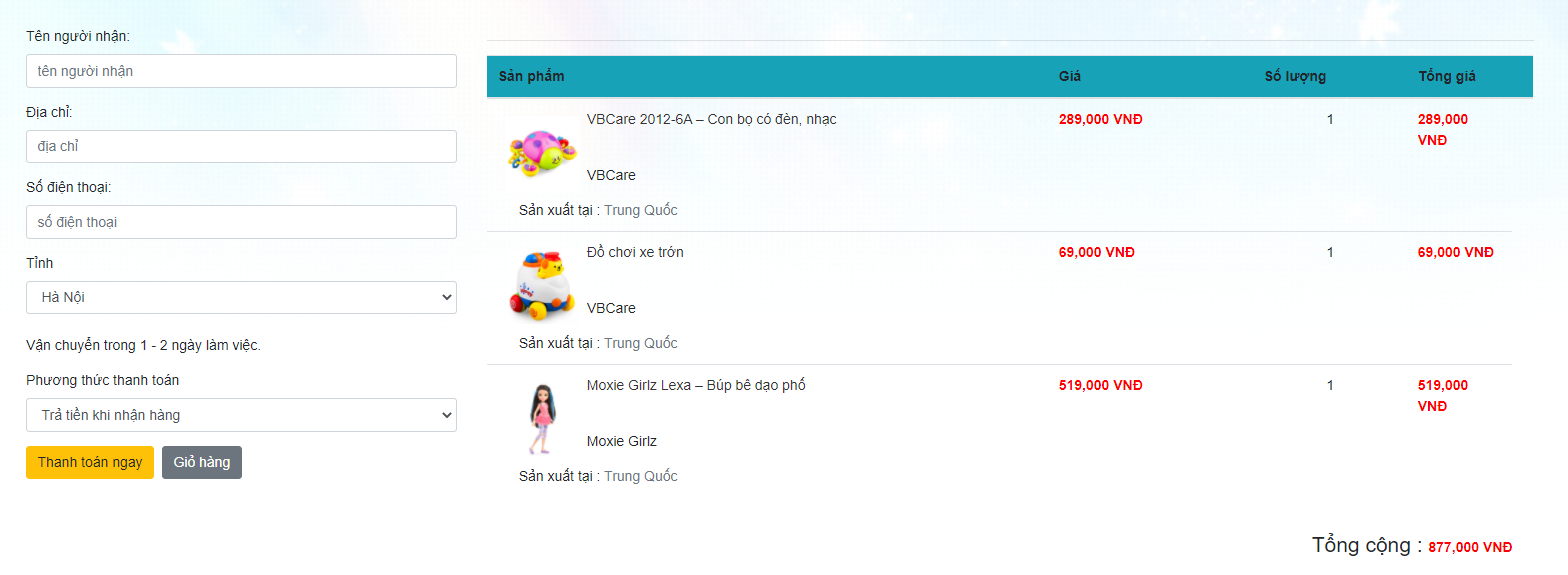 Tên người nhận:
tên người nhận
Địa chỉ:
địa chỉ
Số điện thoại:
số điện thoại
Tỉnh
Hà Nội
Vận chuyển trong 1 - 2 ngày làm việc.
Phương thức thanh toán
Trả tiền khi nhận hàng
Thanh toán ngay Giỏ hàng
Sản phẩm Giá Số lượng Tổng giá
VBCare 2012-6A – Con bọ có đèn, nhạc 289,000 VNĐ 1 289,000
VNĐ
VBCare
Sản xuất tại : Trung Quốc
Đồ chơi xe trớn 69,000 VNĐ 1 69,000 VNĐ
VBCare
Sản xuất tại : Trung Quốc
Moxie Girlz Lexa – Búp bê dạo phố 519,000 VNĐ 1 519,000
VNĐ
Moxie Girlz
Sản xuất tại : Trung Quốc
Tổng cộng : 877,000 VNĐ